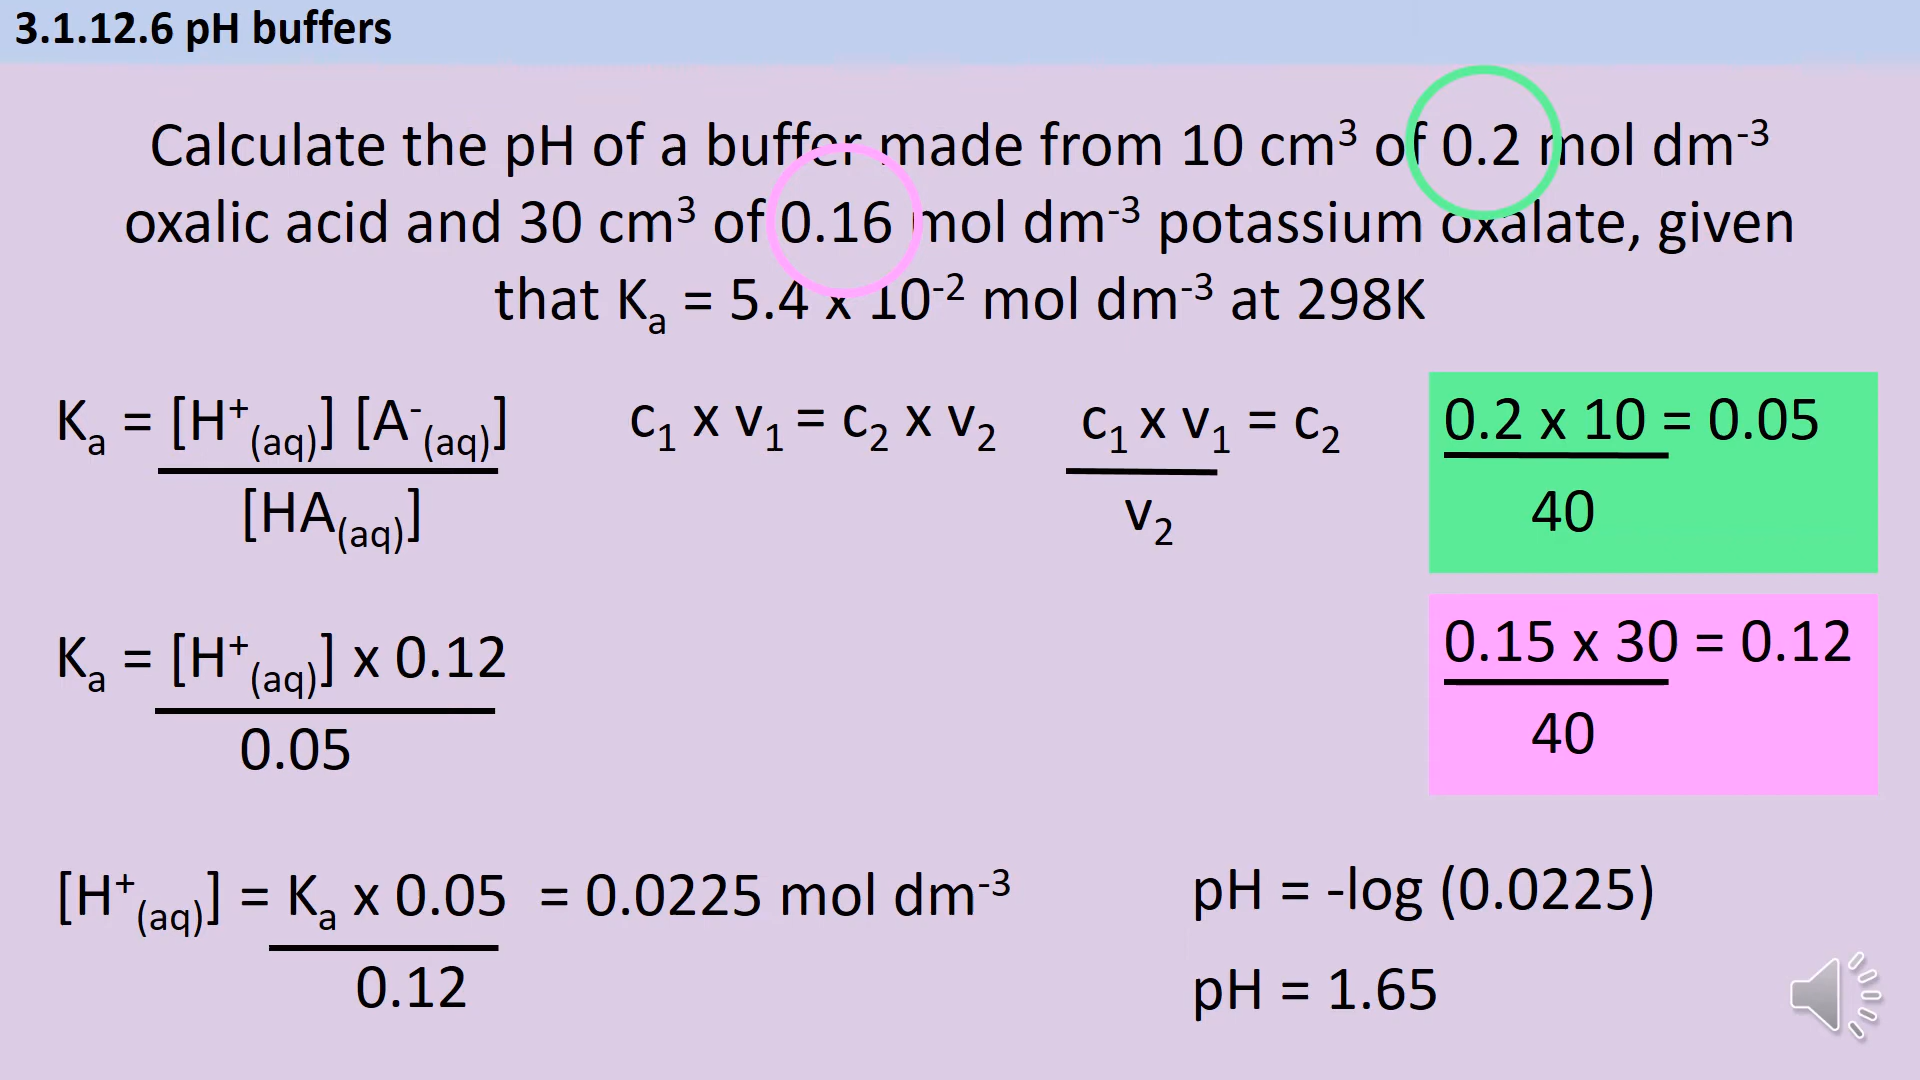 3.1.12.6 pH buffers
Calculate the pH of a buffer made from 10 cm³ of 0.2 mol dm⁻³
oxalic acid and 30 cm³ of 0.16 mol dm⁻³ potassium oxalate, given
that Kₐ = 5.4 x 10⁻² mol dm⁻³ at 298K
Kₐ = [H⁺(aq)] [A⁻(aq)]
[HA(aq)]
c₁ x v₁ = c₂ x v₂
c₁ x v₁ = c₂
v₂
0.2 x 10 = 0.05
40
Kₐ = [H⁺(aq)] x 0.12
0.05
0.15 x 30 = 0.12
40
[H⁺(aq)] = Kₐ x 0.05 = 0.0225 mol dm⁻³
0.12
pH = -log (0.0225)
pH = 1.65